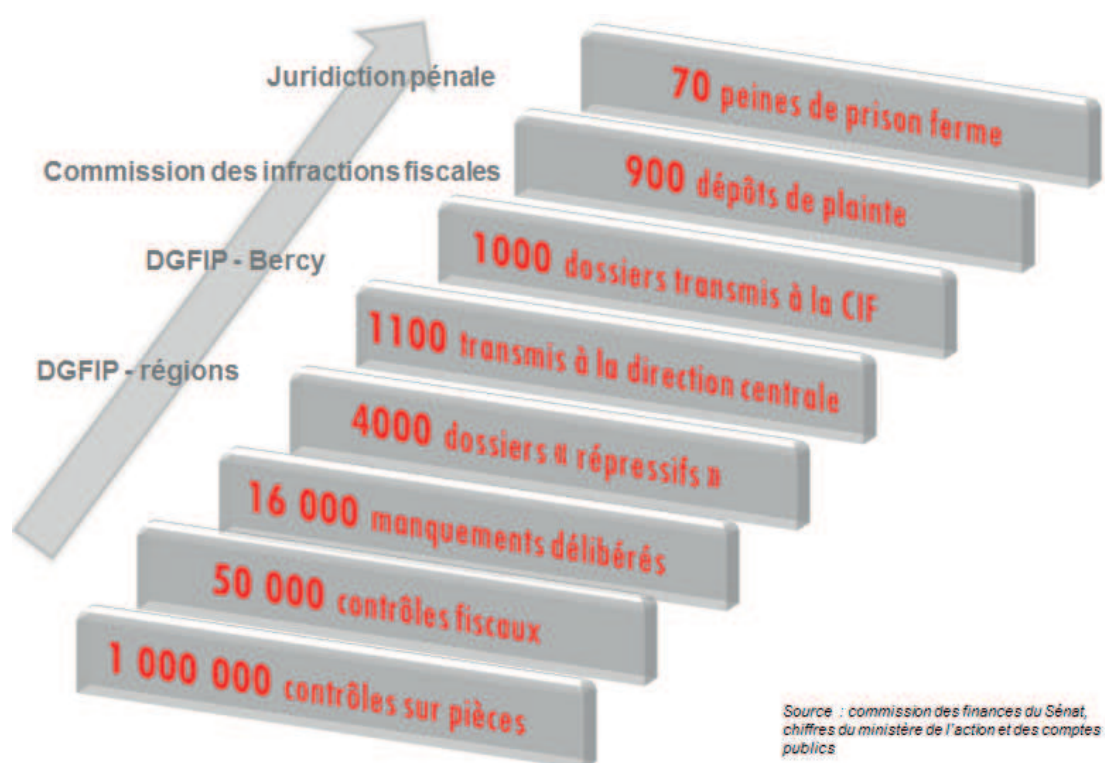 Juridiction pénale
70 peines de prison ferme
Commission des infractions fiscales
900 dépôts de plainte
1000 dossiers transmis à la CIF
DGFIP - Bercy
1100 transmis à la direction centrale
DGFIP - régions
4000 dossiers « répressifs »
16 000 manquements délibérés
50 000 contrôles fiscaux
1 000 000 contrôles sur pièces
Source : commission des finances du Sénat,
chiffres du ministère de l'action et des comptes
publics